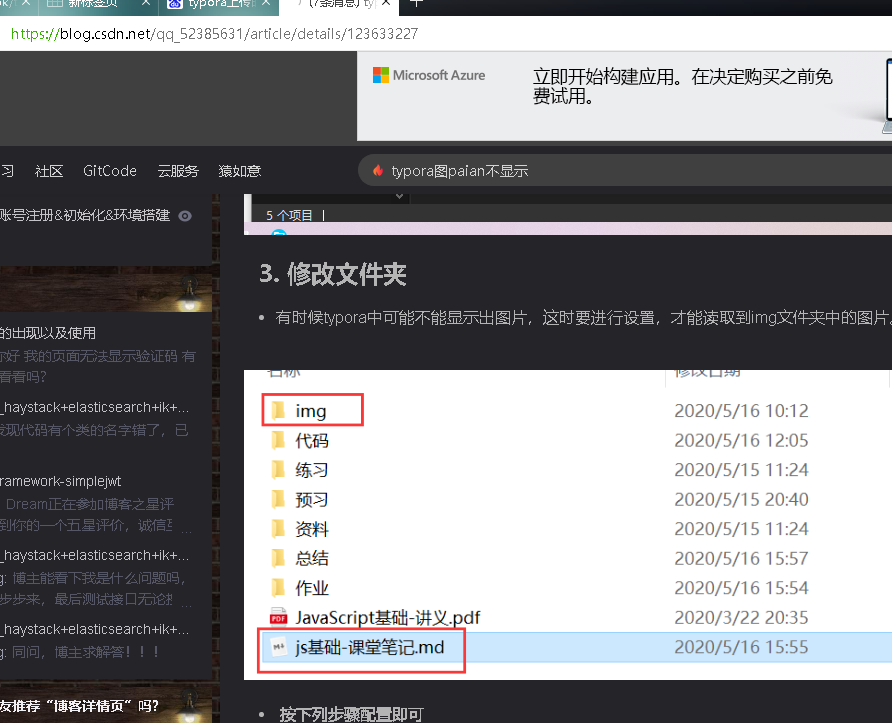 新标签页
https://blog.csdn.net/qq_52385631/article/details/123633227
Microsoft Azure
立即开始构建应用。在决定购买之前免
费试用。
习 社区 GitCode 云服务 猿如意
typora图paian不显示
账号注册&初始化&环境搭建
5 个项目
3. 修改文件夹
有时候typora中可能不能显示出图片，这时要进行设置，才能读取到img文件夹中的图片
的出现以及使用
你好 我的页面无法显示验证码 有
看看吗?
_haystack+elasticsearch+ik+...
发现代码有个类的名字错了，已
ramework-simplejwt
Dream正在参加博客之星评
到你的一个五星评价，诚信互
...
_haystack+elasticsearch+ik+...
g: 博主能看下我是什么问题吗，
步步来，最后测试接口无论
...
_haystack+elasticsearch+ik+...
g: 同问，博主求解答！！！
友推荐“博客详情页”吗?
名称 修改日期
img 2020/5/16 10:12
代码 2020/5/16 12:05
练习 2020/5/15 11:24
预习 2020/5/15 20:40
资料 2020/5/15 11:24
总结 2020/5/16 15:57
作业 2020/5/16 15:54
JavaScript基础-讲义.pdf 2020/3/22 20:35
js基础-课堂笔记.md 2020/5/16 15:55
按下列步骤配置即可